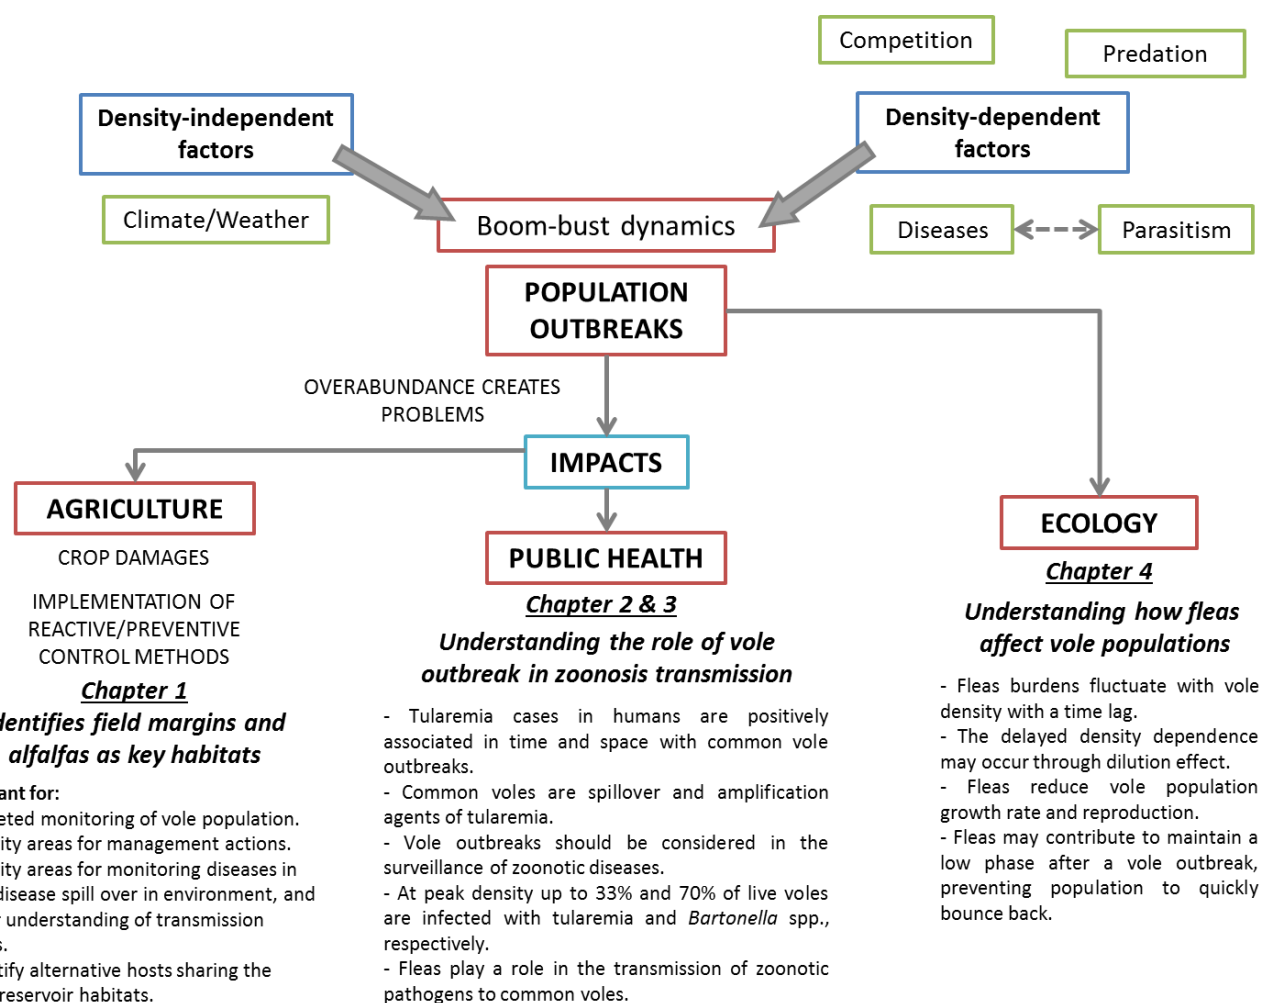 Competition
Predation
Density-independent
factors
Density-dependent
factors
Climate/Weather
Boom-bust dynamics
Diseases
Parasitism
POPULATION
OUTBREAKS
OVERABUNDANCE CREATES
PROBLEMS
IMPACTS
AGRICULTURE
CROP DAMAGES
IMPLEMENTATION OF
REACTIVE/PREVENTIVE
CONTROL METHODS
Chapter 1
dentifies field margins and
alfalfas as key habitats
ant for:
eted monitoring of vole population.
ity areas for management actions.
ity areas for monitoring diseases in
disease spill over in environment, and
understanding of transmission
s.
tify alternative hosts sharing the
reservoir habitats.
PUBLIC HEALTH
Chapter 2 & 3
Understanding the role of vole
outbreak in zoonosis transmission
- Tularemia cases in humans are positively
associated in time and space with common vole
outbreaks.
- Common voles are spillover and amplification
agents of tularemia.
- Vole outbreaks should be considered in the
surveillance of zoonotic diseases.
- At peak density up to 33% and 70% of live voles
are infected with tularemia and Bartonella spp.,
respectively.
- Fleas play a role in the transmission of zoonotic
pathogens to common voles.
ECOLOGY
Chapter 4
Understanding how fleas
affect vole populations
- Fleas burdens fluctuate with vole
density with a time lag.
- The delayed density dependence
may occur through dilution effect.
- Fleas reduce vole population
growth rate and reproduction.
- Fleas may contribute to maintain a
low phase after a vole outbreak,
preventing population to quickly
bounce back.